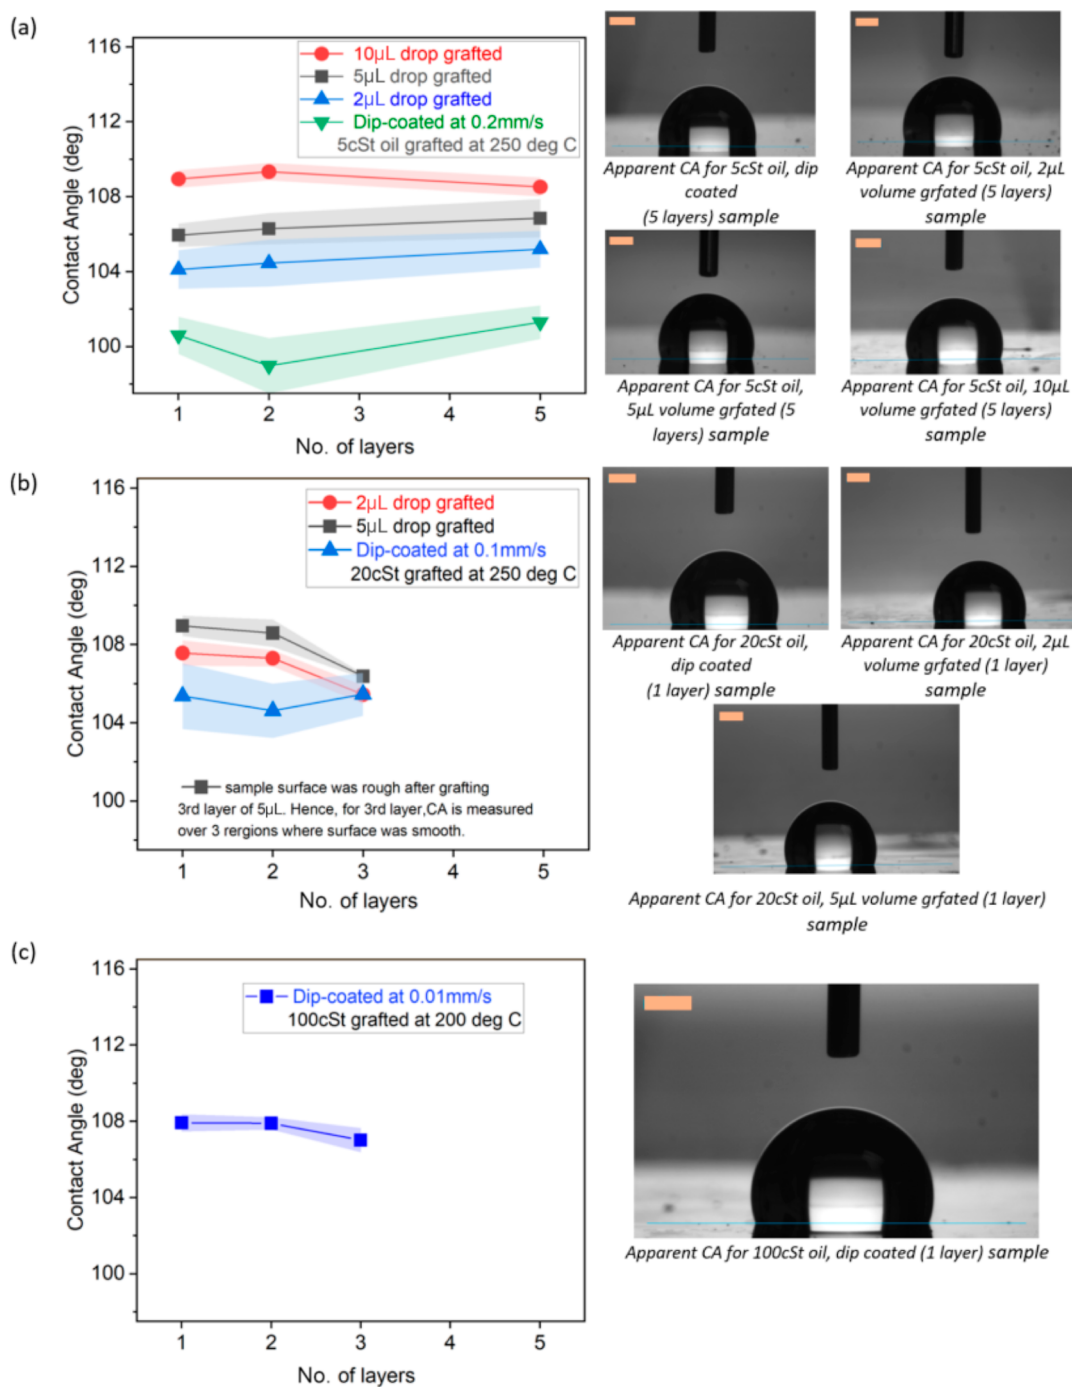 (a)
116
112
108
104
100
Contact Angle (deg)
10μL drop grafted
5μL drop grafted
2μL drop grafted
Dip-coated at 0.2mm/s
5cSt oil grafted at 250 deg C
1 2 3 4 5
No. of layers
Apparent CA for 5cSt oil, dip
coated
(5 layers) sample
Apparent CA for 5cSt oil, 2μL
volume grfated (5 layers)
sample
Apparent CA for 5cSt oil,
5μL volume grfated (5
layers) sample
Apparent CA for 5cSt oil, 10μL
volume grfated (5 layers)
sample
(b)
116
112
108
104
100
Contact Angle (deg)
2μL drop grafted
5μL drop grafted
Dip-coated at 0.1mm/s
20cSt grafted at 250 deg C
sample surface was rough after grafting
3rd layer of 5μL. Hence, for 3rd layer,CA is measured
over 3 rergions where surface was smooth.
1 2 3 4 5
No. of layers
Apparent CA for 20cSt oil,
dip coated
(1 layer) sample
Apparent CA for 20cSt oil, 2μL
volume grfated (1 layer)
sample
Apparent CA for 20cSt oil, 5μL volume grfated (1 layer)
sample
(c)
116
112
108
104
100
Contact Angle (deg)
Dip-coated at 0.01mm/s
100cSt grafted at 200 deg C
1 2 3 4 5
No. of layers
Apparent CA for 100cSt oil, dip coated (1 layer) sample